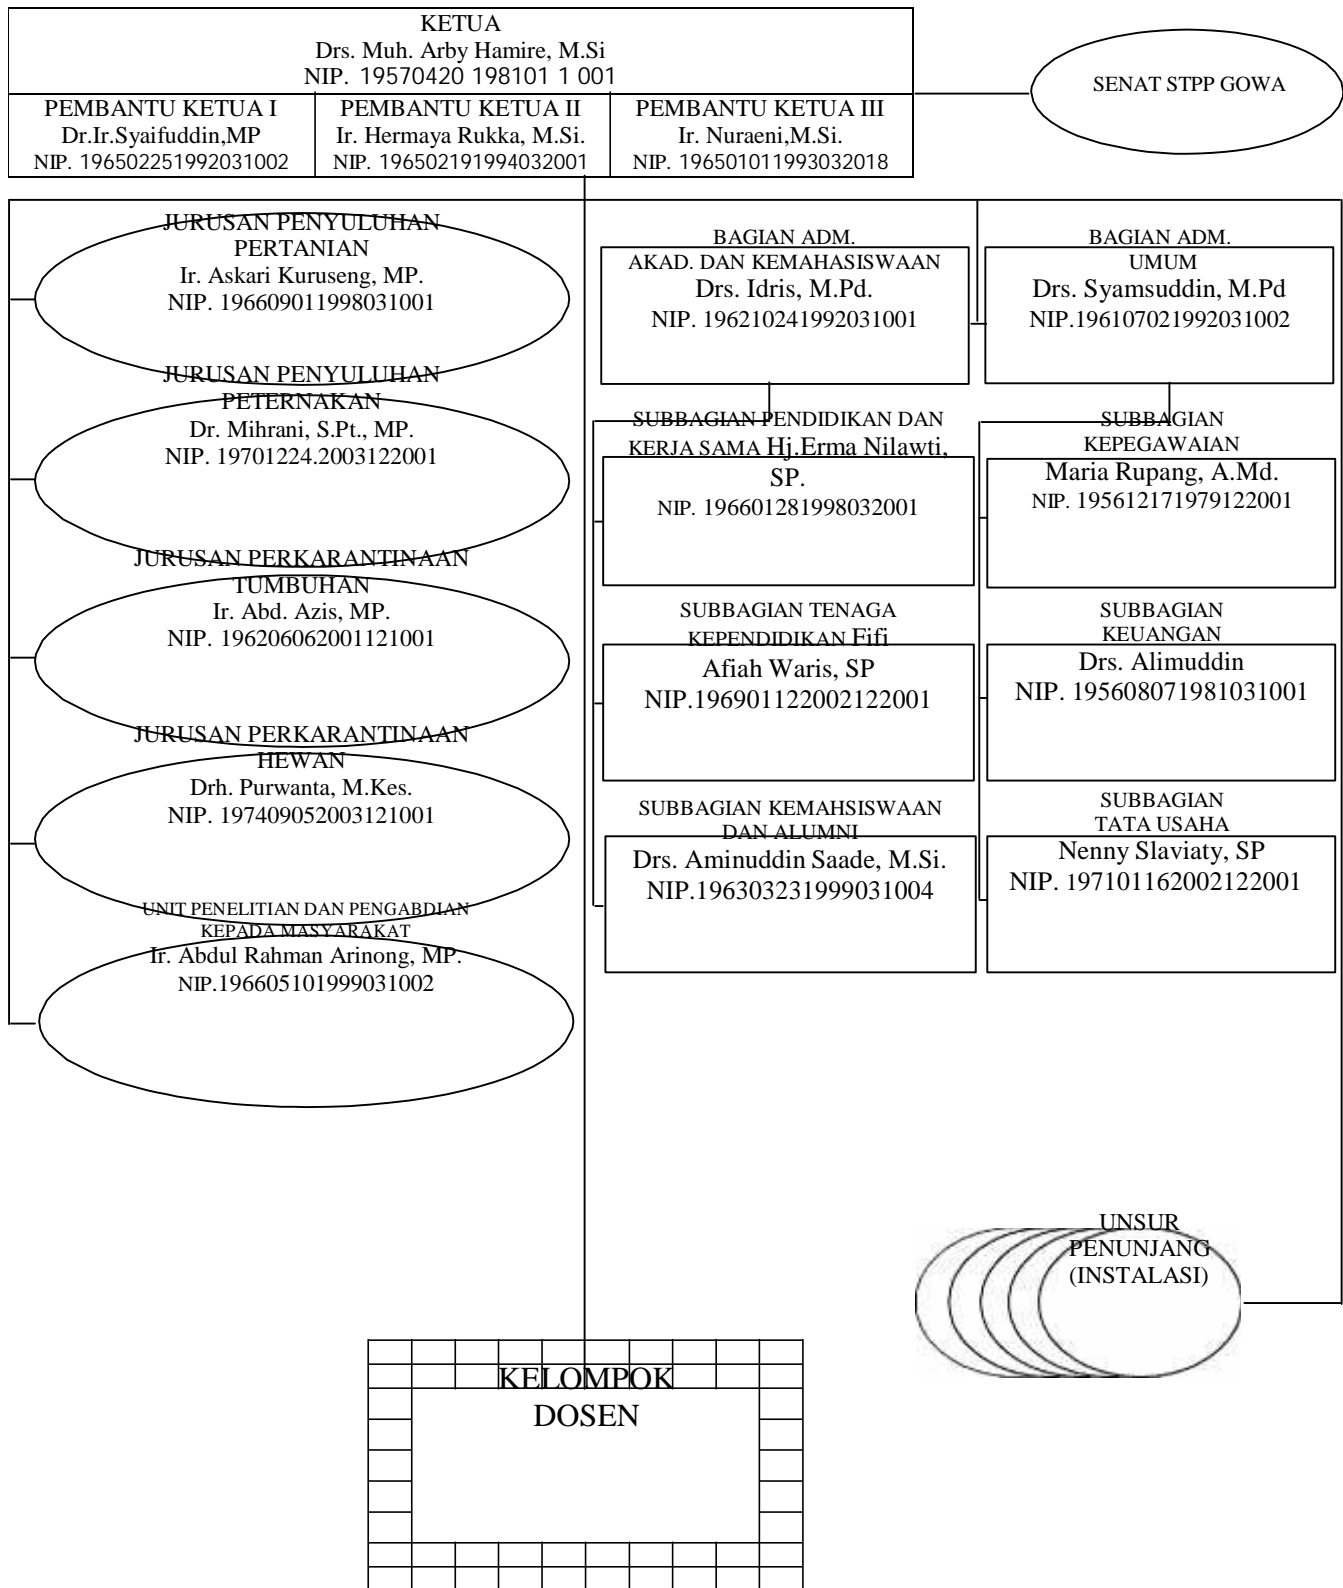 KETUA
Drs. Muh. Arby Hamire, M.Si
NIP. 19570420 198101 1 001
PEMBANTU KETUA I
Dr.Ir.Syaifuddin,MP
NIP. 196502251992031002
PEMBANTU KETUA II
Ir. Hermaya Rukka, M.Si.
NIP. 196502191994032001
PEMBANTU KETUA III
Ir. Nuraeni,M.Si.
NIP. 196501011993032018
SENAT STPP GOWA
JURUSAN PENYULUHAN
PERTANIAN
Ir. Askari Kuruseng, MP.
NIP. 196609011998031001
JURUSAN PENYULUHAN
PETERNAKAN
Dr. Mihrani, S.Pt., MP.
NIP. 19701224.2003122001
JURUSAN PERKARANTINAAN
TUMBUHAN
Ir. Abd. Azis, MP.
NIP. 196206062001121001
JURUSAN PERKARANTINAAN
HEWAN
Drh. Purwanta, M.Kes.
NIP. 197409052003121001
UNIT PENELITIAN DAN PENGABDIAN
KEPADA MASYARAKAT
Ir. Abdul Rahman Arinong, MP.
NIP.196605101999031002
BAGIAN ADM.
AKAD. DAN KEMAHASISWAAN
Drs. Idris, M.Pd.
NIP. 196210241992031001
SUBBAGIAN PENDIDIKAN DAN
KERJA SAMA Hj.Erma Nilawti,
SP.
NIP. 196601281998032001
SUBBAGIAN TENAGA
KEPENDIDIKAN Fifi
Afiah Waris, SP
NIP.196901122002122001
SUBBAGIAN KEMAHSISWAAN
DAN ALUMNI
Drs. Aminuddin Saade, M.Si.
NIP.196303231999031004
BAGIAN ADM.
UMUM
Drs. Syamsuddin, M.Pd
NIP.196107021992031002
SUBBAGIAN
KEPEGAWAIAN
Maria Rupang, A.Md.
NIP. 195612171979122001
SUBBAGIAN
KEUANGAN
Drs. Alimuddin
NIP. 195608071981031001
SUBBAGIAN
TATA USAHA
Nenny Slaviaty, SP
NIP. 197101162002122001
UNSUR
PENUNJANG
(INSTALASI)
KELOMPOK
DOSEN